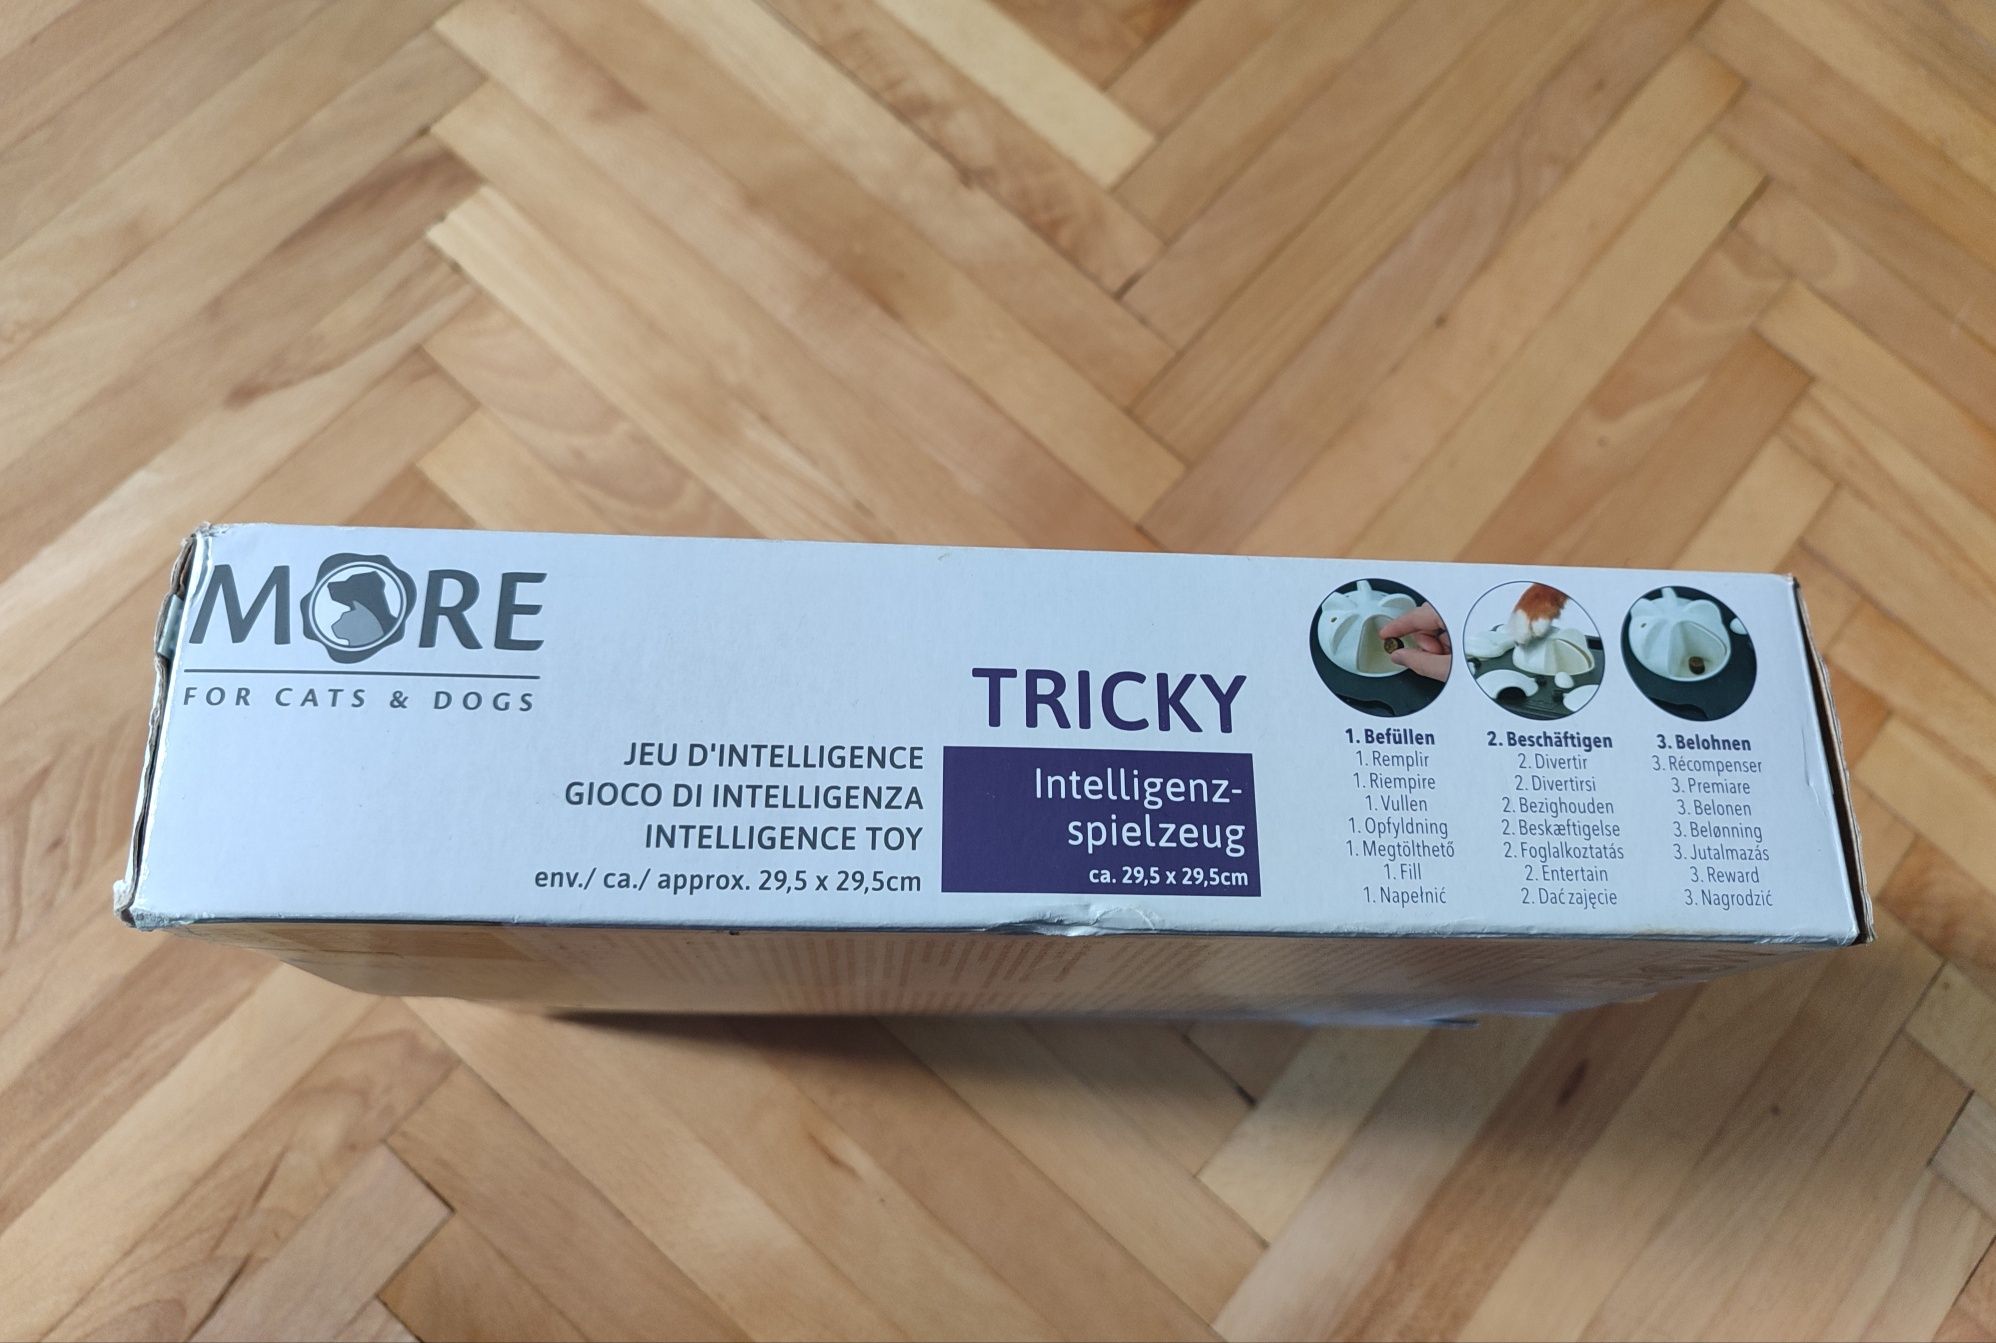 MORE
FOR CATS & DOGS
TRICKY
JEU D'INTELLIGENCE
GIOCO DI INTELLIGENZA
INTELLIGENCE TOY
env./ ca./ approx. 29,5 x 29,5cm
Intelligenz-
spielzeug
ca. 29,5 x 29,5cm
1. Befüllen
1. Remplir
1. Riempire
1. Vullen
1. Opfyldning
1. Megtölthető
1. Fill
1. Napełnić
2. Beschäftigen
2. Divertir
2. Divertirsi
2. Bezighouden
2. Beskæftigelse
2. Foglalkoztatás
2. Entertain
2. Dać zajęcie
3. Belohnen
3. Récompenser
3. Premiare
3. Belonen
3. Belønning
3. Jutalmazás
3. Reward
3. Nagrodzić